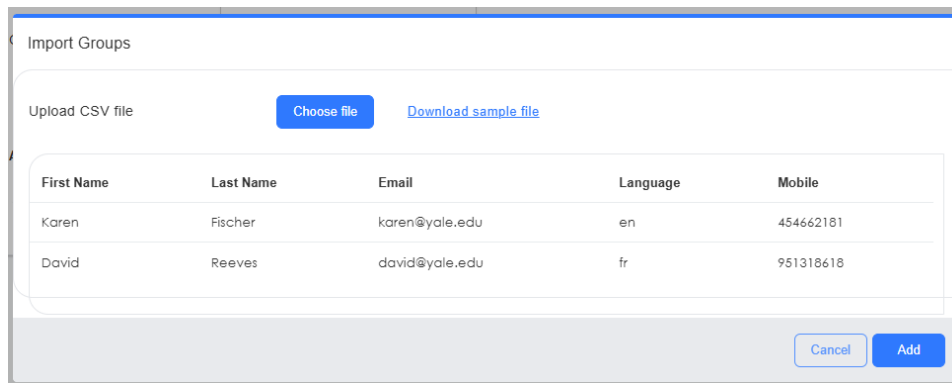 Import Groups
Upload CSV file Choose file Download sample file
First Name Last Name Email Language Mobile
Karen Fischer karen@yale.edu en 454662181
David Reeves david@yale.edu fr 951318618
Cancel Add